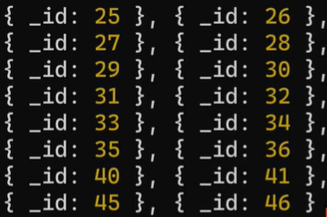 { _id: 25 }, { _id: 26 },
{ _id: 27 }, { _id: 28 },
{ _id: 29 }, { _id: 30 },
{ _id: 31 }, { _id: 32 },
{ _id: 33 }, { _id: 34 },
{ _id: 35 }, { _id: 36 },
{ _id: 40 }, { _id: 41 },
{ _id: 45 }, { _id: 46 },